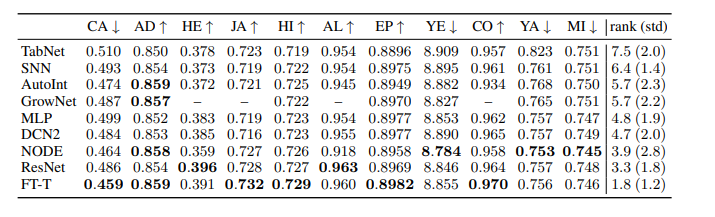 CA ↓ AD ↑ HE ↑ JA ↑ HI ↑ AL ↑ EP ↑ YE ↓ CO ↑ YA ↓ MI ↓ rank (std)
TabNet 0.510 0.850 0.378 0.723 0.719 0.954 0.8896 8.909 0.957 0.823 0.751 7.5 (2.0)
SNN 0.493 0.854 0.373 0.719 0.722 0.954 0.8975 8.895 0.961 0.761 0.751 6.4 (1.4)
AutoInt 0.474 0.859 0.372 0.721 0.725 0.945 0.8949 8.882 0.934 0.768 0.750 5.7 (2.3)
GrowNet 0.487 0.857 – – 0.722 – 0.8970 8.827 – 0.765 0.751 5.7 (2.2)
MLP 0.499 0.852 0.383 0.719 0.723 0.954 0.8977 8.853 0.962 0.757 0.747 4.8 (1.9)
DCN2 0.484 0.853 0.385 0.716 0.723 0.955 0.8977 8.890 0.965 0.757 0.749 4.7 (2.0)
NODE 0.464 0.858 0.359 0.727 0.726 0.918 0.8958 8.784 0.958 0.753 0.745 3.9 (2.8)
ResNet 0.486 0.854 0.396 0.728 0.727 0.963 0.8969 8.846 0.964 0.757 0.748 3.3 (1.8)
FT-T 0.459 0.859 0.391 0.732 0.729 0.960 0.8982 8.855 0.970 0.756 0.746 1.8 (1.2)